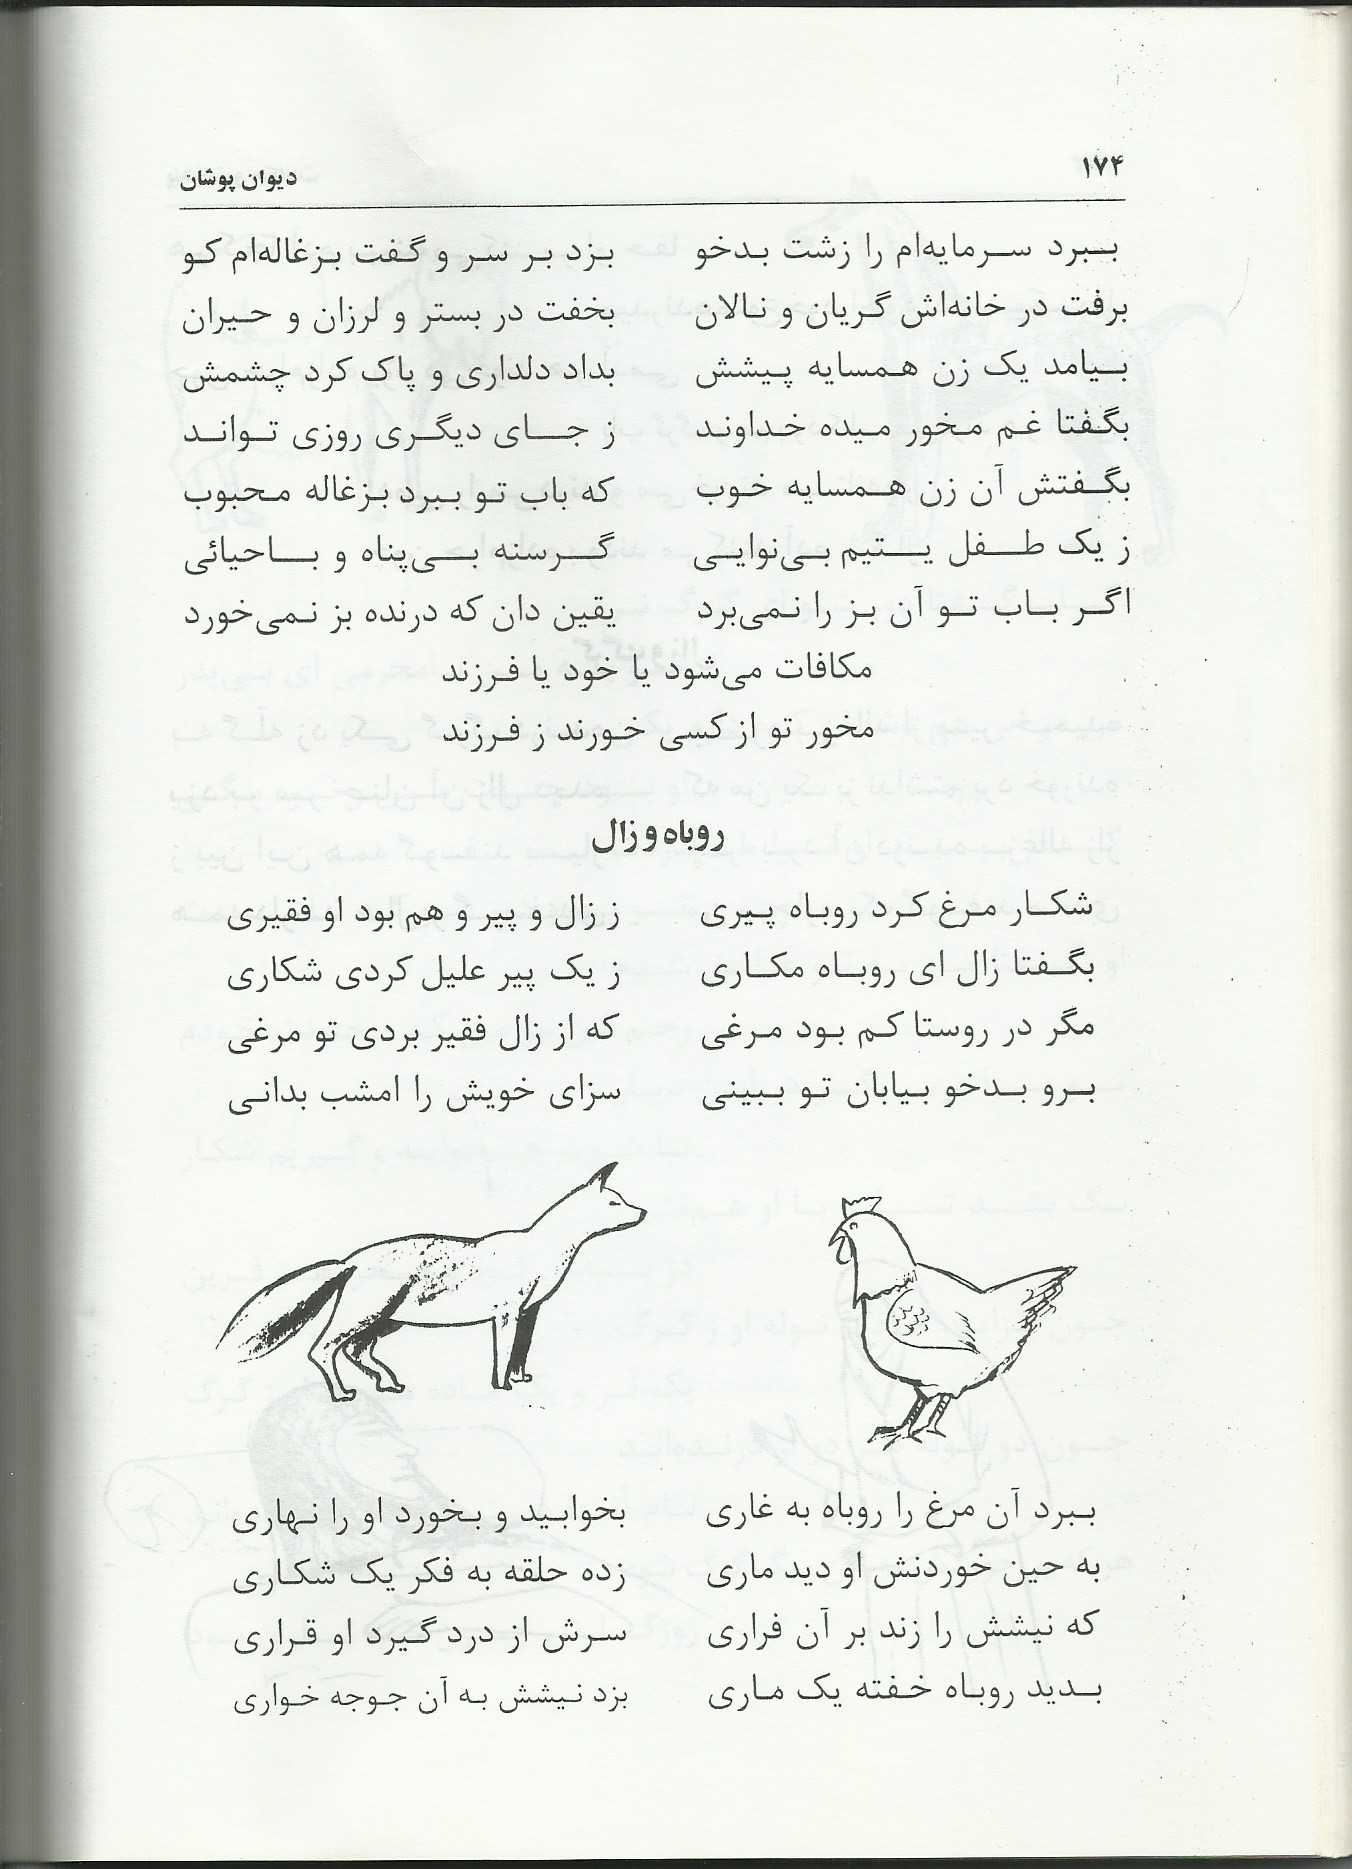 ۱۷۴ دیوان پوشان
ببرد سرمایه‌ام را زشت بدخو بزد بر سر و گفت بزغاله‌ام کو
برفت در خانه‌اش گریان و نالان بخفت در بستر و لرزان و حیران
بیامد یک زن همسایه پیشش بداد دلداری و پاک کرد چشمش
بگفتا غم مخور میده خداوند ز جای دیگری روزی تواند
بگفتش آن زن همسایه خوب که باب تو ببرد بزغاله محبوب
ز یک طفل یتیم بی‌نوایی گرسنه بی‌پناه و باحیائی
اگر باب تو آن بز را نمی‌برد یقین دان که درنده بز نمی‌خورد
مکافات می‌شود یا خود یا فرزند
مخور تو از کسی خورند ز فرزند
روباه و زال
شکار مرغ کرد روباه پیری ز زال و پیر و هم بود او فقیری
بگفتا زال ای روباه مکاری ز یک پیر علیل کردی شکاری
مگر در روستا کم بود مرغی که از زال فقیر بردی تو مرغی
برو بدخو بیابان تو ببینی سزای خویش را امشب بدانی
ببرد آن مرغ را روباه به غاری بخوابید و بخورد او را نهاری
به حین خوردنش او دید ماری زده حلقه به فکر یک شکاری
که نیشش را زند بر آن فراری سرش از درد گیرد او قراری
بدید روباه خفته یک ماری بزد نیشش به آن جوجه خواری